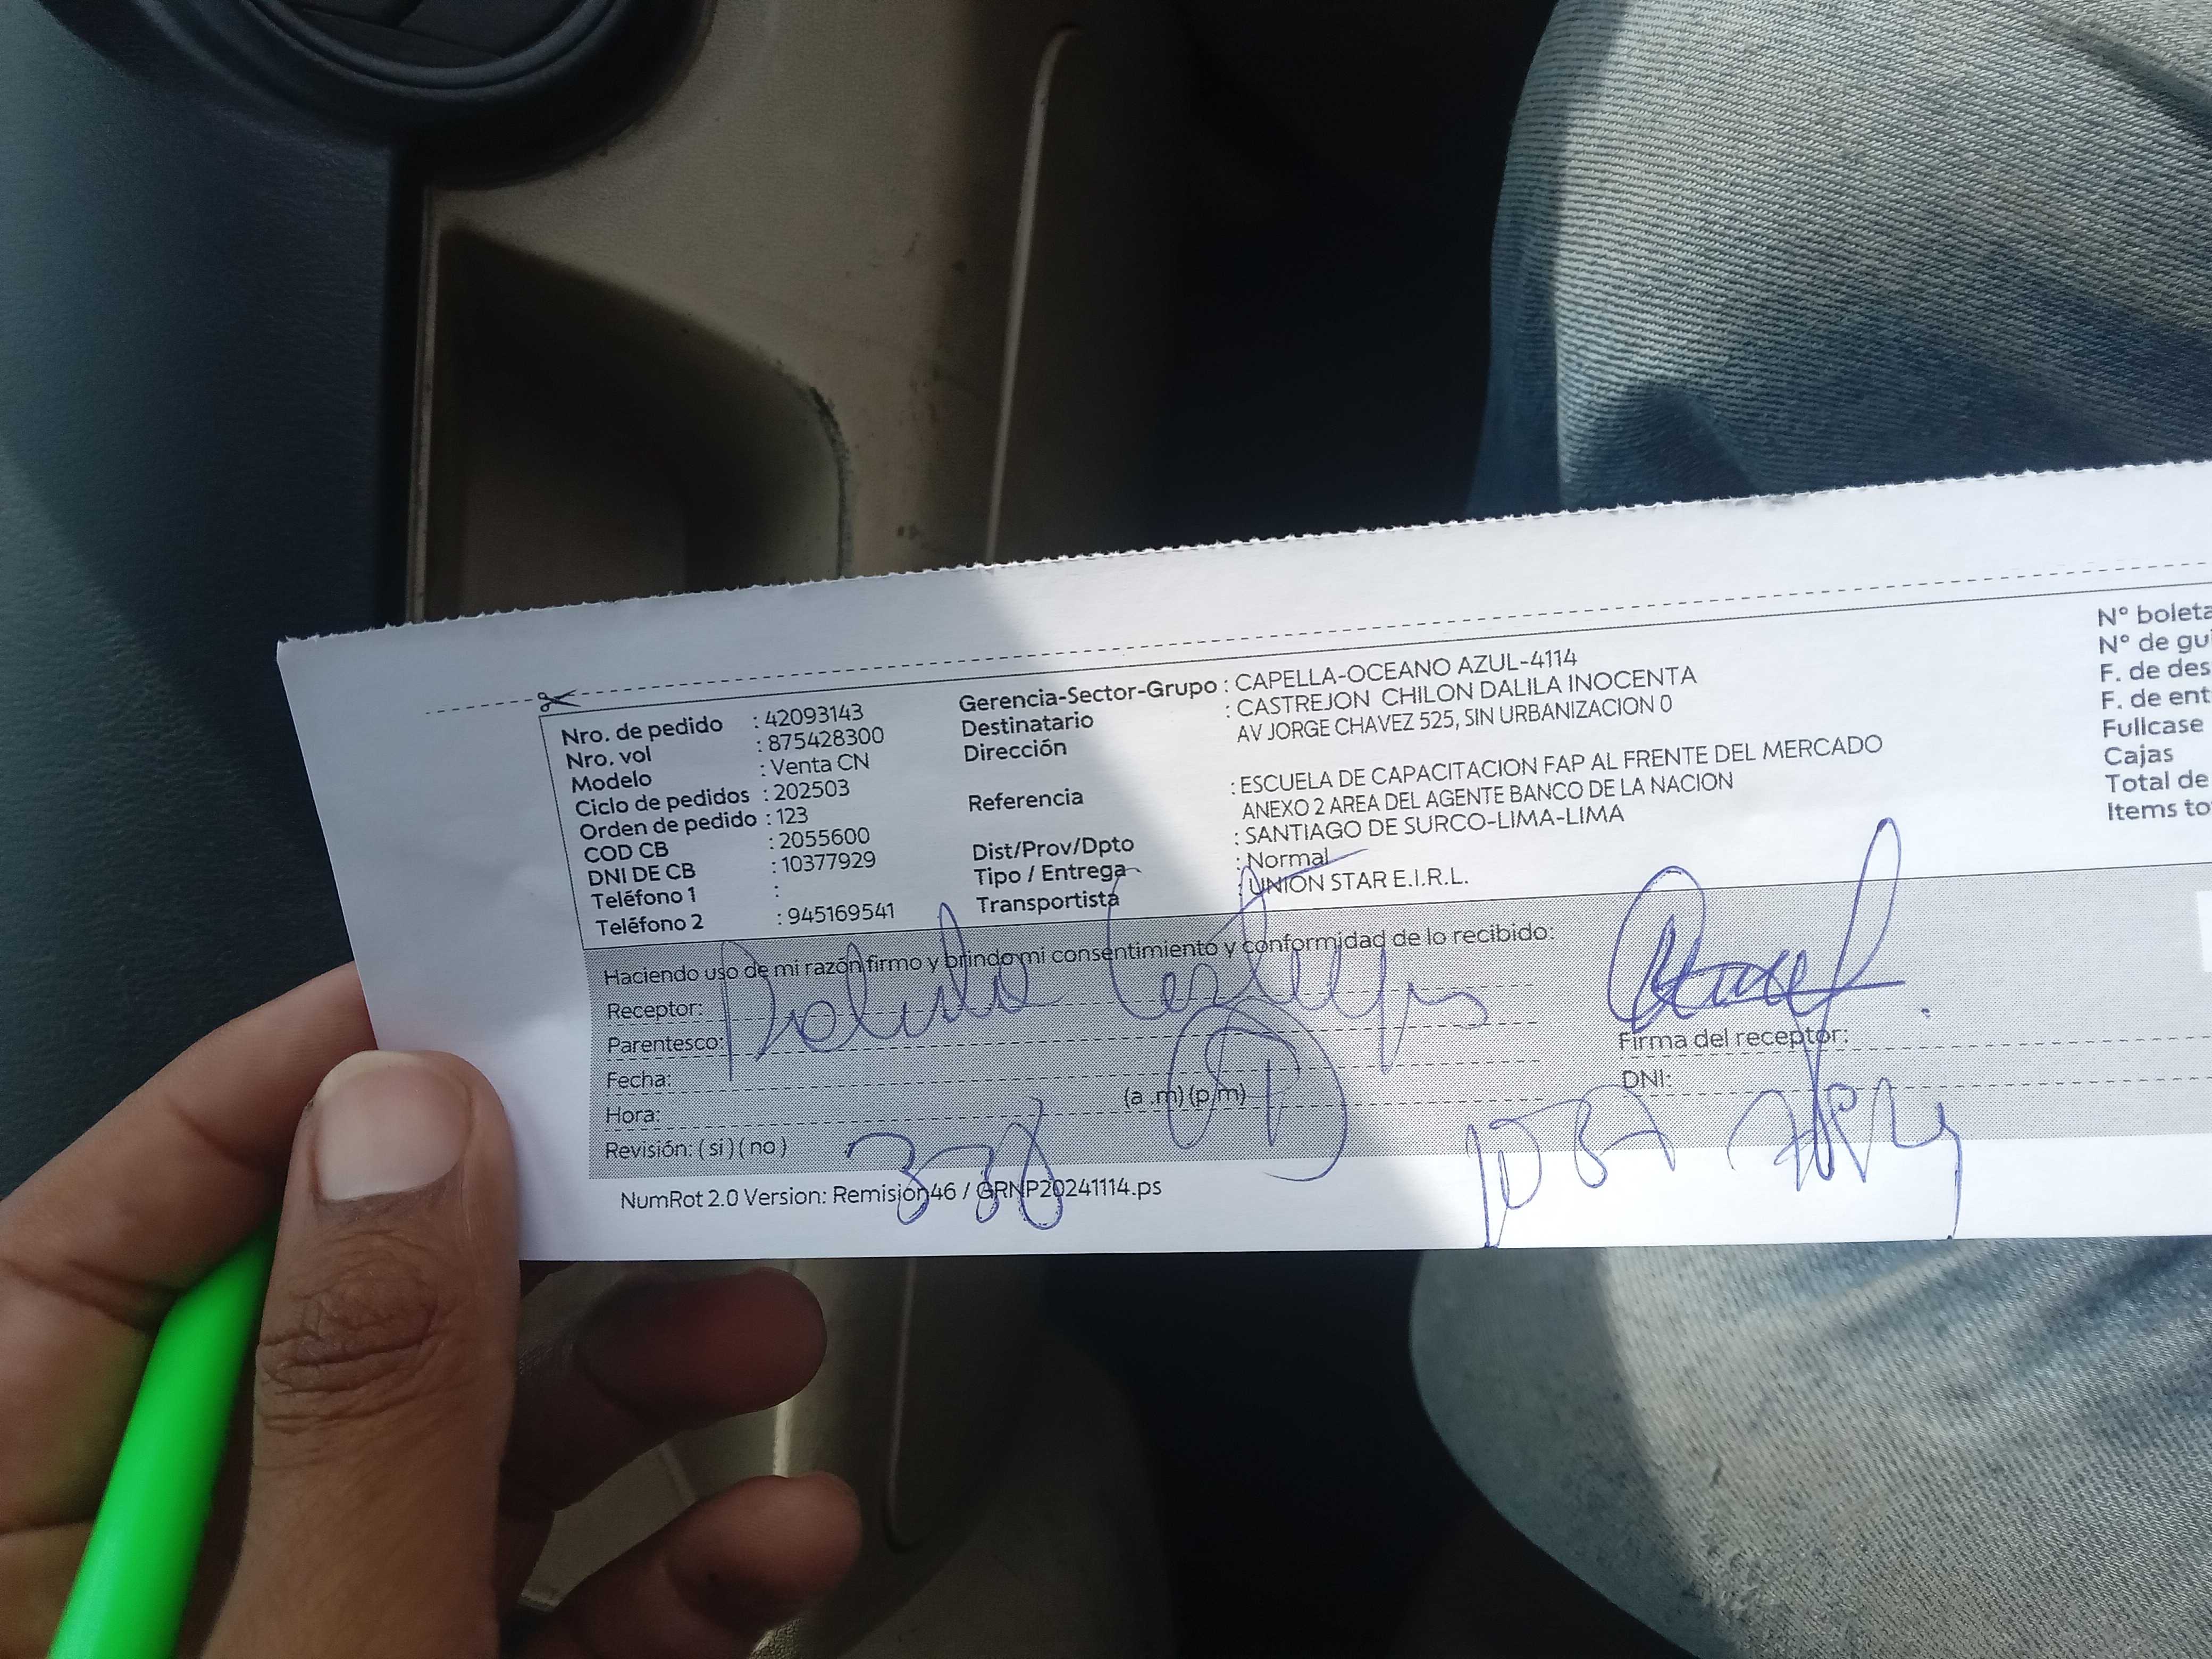 Nro. de pedido : 42093143
Nro. vol : 875428300
Modelo : Venta CN
Ciclo de pedidos : 202503
Orden de pedido : 123
COD CB : 2055600
DNI DE CB : 10377929
Teléfono 1 :
Teléfono 2 : 945169541
Gerencia-Sector-Grupo : CAPELLA-OCEANO AZUL-4114
Destinatario : CASTREJON CHILON DALILA INOCENTA
Dirección AV JORGE CHAVEZ 525, SIN URBANIZACION 0
Referencia : ESCUELA DE CAPACITACION FAP AL FRENTE DEL MERCADO
ANEXO 2 AREA DEL AGENTE BANCO DE LA NACION
Dist/Prov/Dpto : SANTIAGO DE SURCO-LIMA-LIMA
Tipo / Entrega : Normal
Transportista : UNION STAR E.I.R.L.
N° boleta
N° de gu
F. de des
F. de ent
Fullcase
Cajas
Total de
Items to
Haciendo uso de mi razón firmo y brindo mi consentimiento y conformidad de lo recibido:
Receptor:
Parentesco:
Fecha:
Hora: (a .m) (p.m)
Revisión: ( si ) ( no )
Firma del receptor:
DNI:
NumRot 2.0 Version: Remisión46 / GRNP20241114.ps